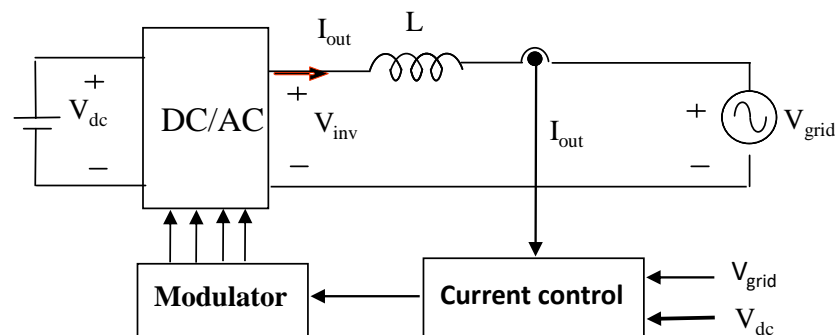 I_out
L
+
V_dc
−
DC/AC
+
V_inv
−
I_out
+
V_grid
−
Modulator
Current control
V_grid
V_dc